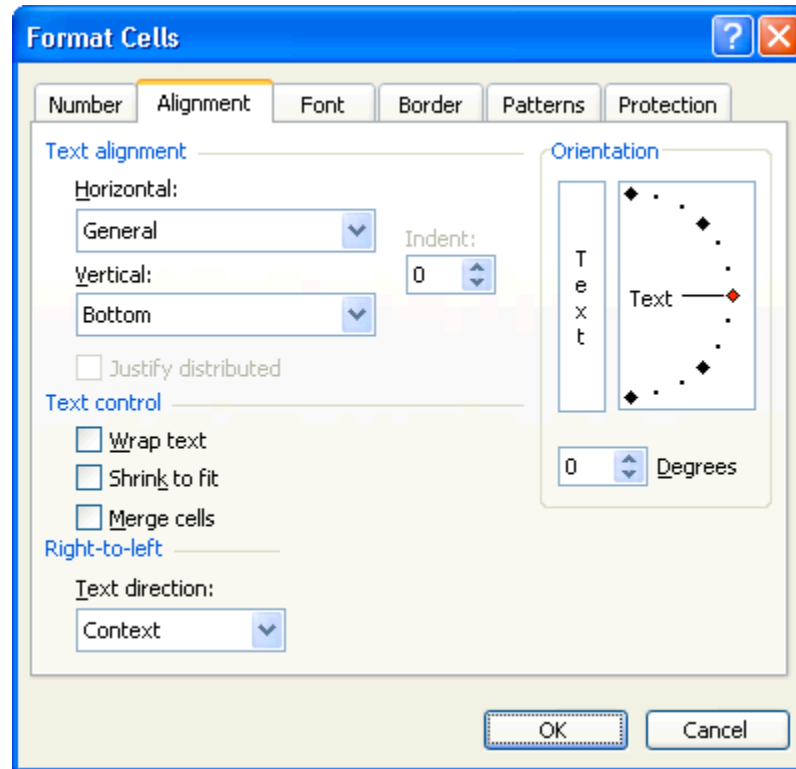 Format Cells
?
Number Alignment Font Border Patterns Protection
Text alignment
Horizontal:
General
Indent:
0
Vertical:
Bottom
Justify distributed
Text control
Wrap text
Shrink to fit
Merge cells
Right-to-left
Text direction:
Context
Orientation
Text
Text
0 Degrees
OK Cancel